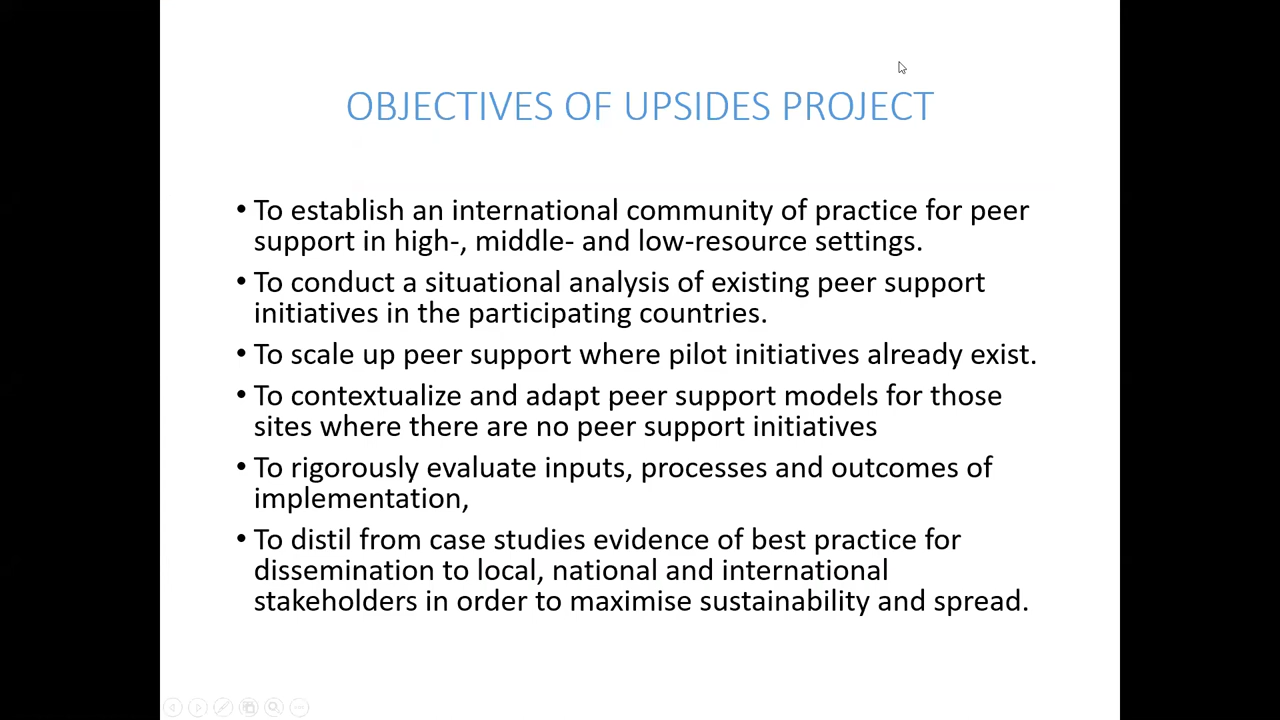 OBJECTIVES OF UPSIDES PROJECT
• To establish an international community of practice for peer
support in high-, middle- and low-resource settings.
• To conduct a situational analysis of existing peer support
initiatives in the participating countries.
• To scale up peer support where pilot initiatives already exist.
• To contextualize and adapt peer support models for those
sites where there are no peer support initiatives
• To rigorously evaluate inputs, processes and outcomes of
implementation,
• To distil from case studies evidence of best practice for
dissemination to local, national and international
stakeholders in order to maximise sustainability and spread.